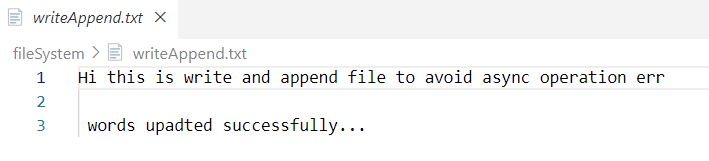 writeAppend.txt ×
fileSystem > writeAppend.txt
1 Hi this is write and append file to avoid async operation err
2
3 words upadted successfully...